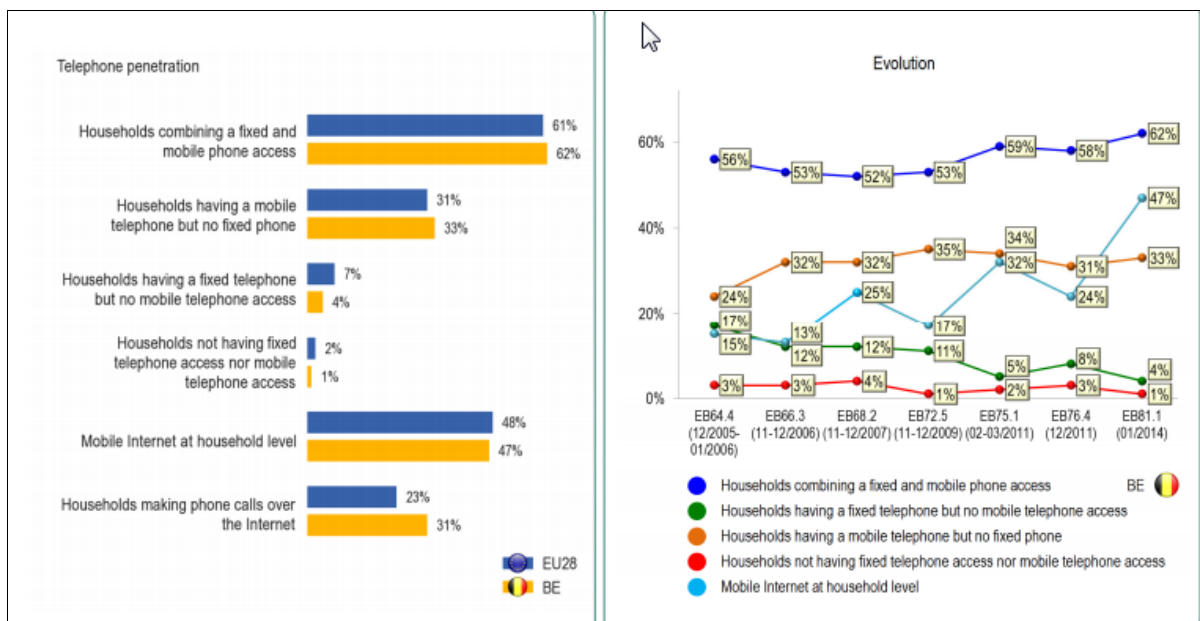 Telephone penetration
Households combining a fixed and
mobile phone access
61%
62%
Households having a mobile
telephone but no fixed phone
31%
33%
Households having a fixed telephone
but no mobile telephone access
7%
4%
Households not having fixed
telephone access nor mobile
telephone access
2%
1%
Mobile Internet at household level
48%
47%
Households making phone calls over
the Internet
23%
31%
EU28
BE
Evolution
60%
40%
20%
0%
56%
53%
52%
53%
59%
58%
62%
24%
32%
32%
35%
34%
31%
33%
15%
13%
25%
17%
32%
24%
47%
17%
12%
12%
11%
5%
8%
4%
3%
3%
4%
1%
2%
3%
1%
EB64.4 EB66.3 EB68.2 EB72.5 EB75.1 EB76.4 EB81.1
(12/2005- (11-12/2006) (11-12/2007) (11-12/2009) (02-03/2011) (12/2011) (01/2014)
01/2006)
Households combining a fixed and mobile phone access
BE
Households having a fixed telephone but no mobile telephone access
Households having a mobile telephone but no fixed phone
Households not having fixed telephone access nor mobile telephone access
Mobile Internet at household level